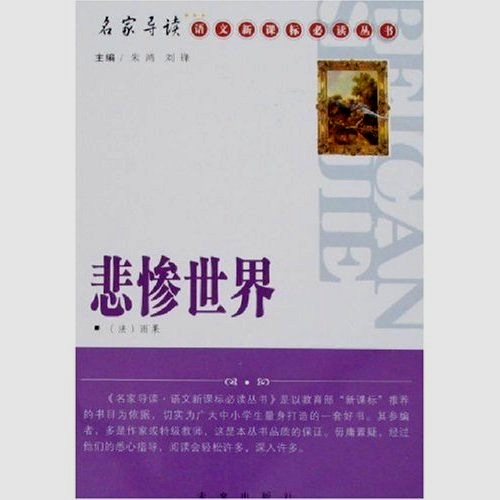 名家导读 语文新课标必读丛书
主编/朱鸿 刘锋
BEICAN
SHIJIE
悲惨世界
（法）雨果
《名家导读·语文新课标必读丛书》是以教育部“新课标”推荐
的书目为依据，切实为广大中小学生量身打造的一套好书。其参编
者，多是作家或特级教师，这是本丛书品质的保证。毋庸置疑，经过
他们的悉心指导，阅读会轻松许多，深入许多。